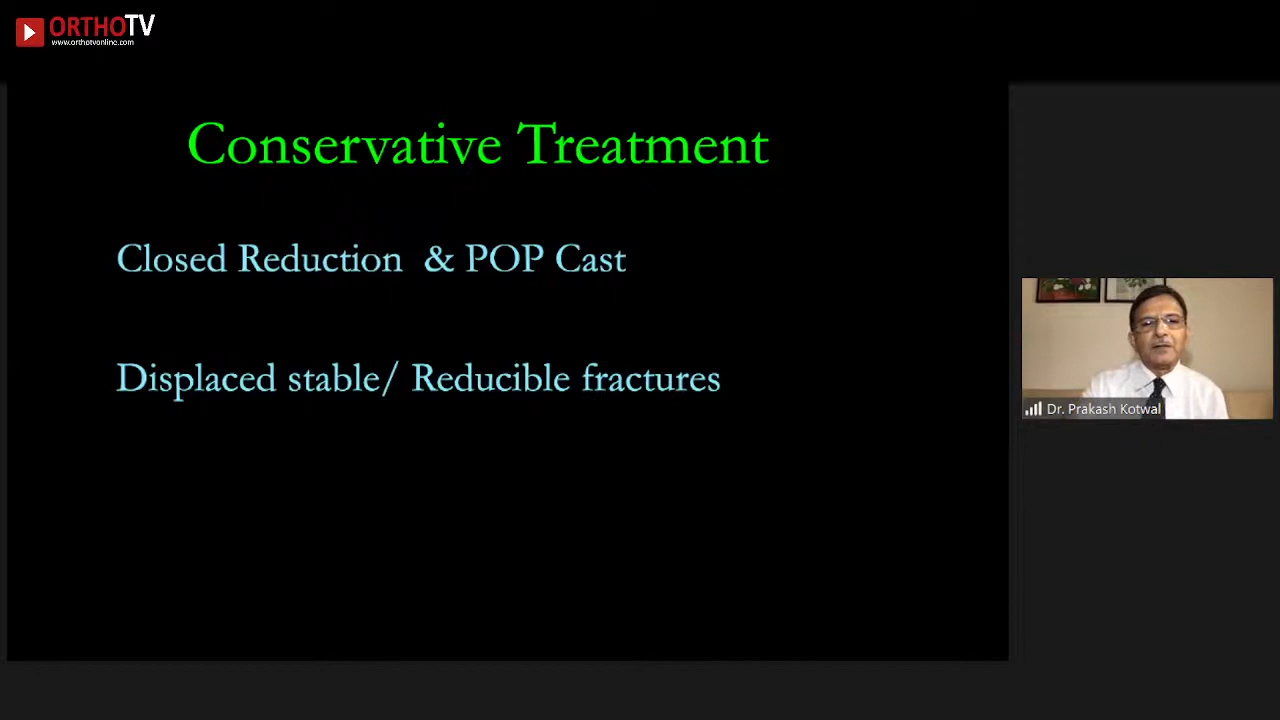 ORTHOTV
www.orthotvonline.com
Conservative Treatment
Closed Reduction & POP Cast
Displaced stable/ Reducible fractures
Dr. Prakash Kotwal